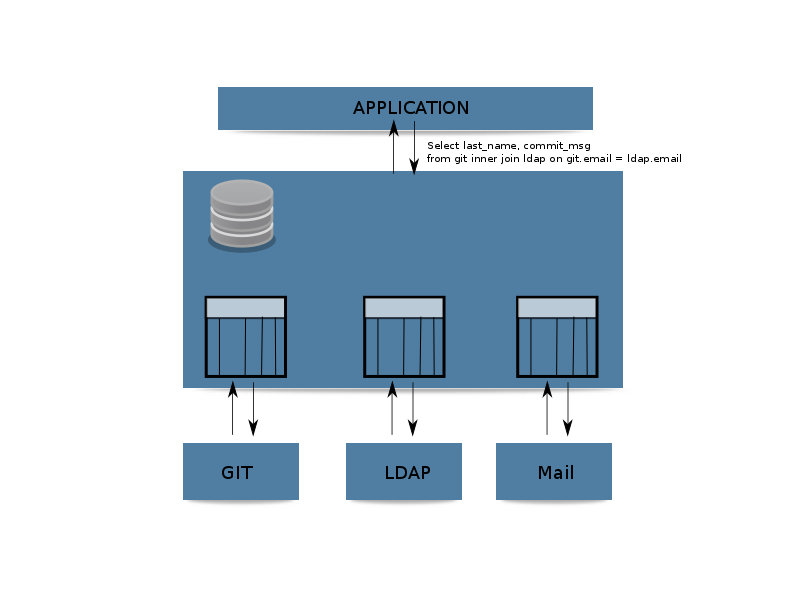 APPLICATION
Select last_name, commit_msg
from git inner join ldap on git.email = ldap.email
GIT
LDAP
Mail